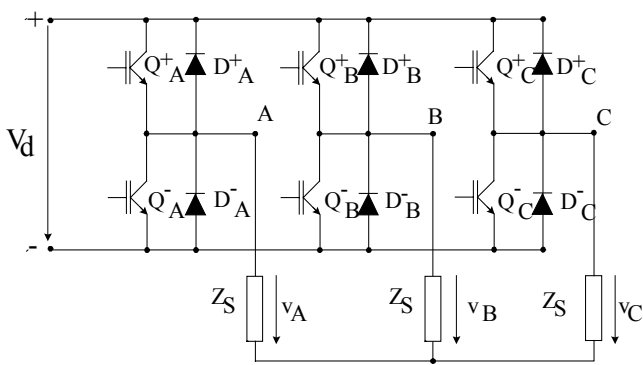 +
Q+A D+A Q+B D+B Q+C D+C
A B C
Vd
Q-A D-A Q-B D-B Q-C D-C
-
ZS vA ZS vB ZS vC